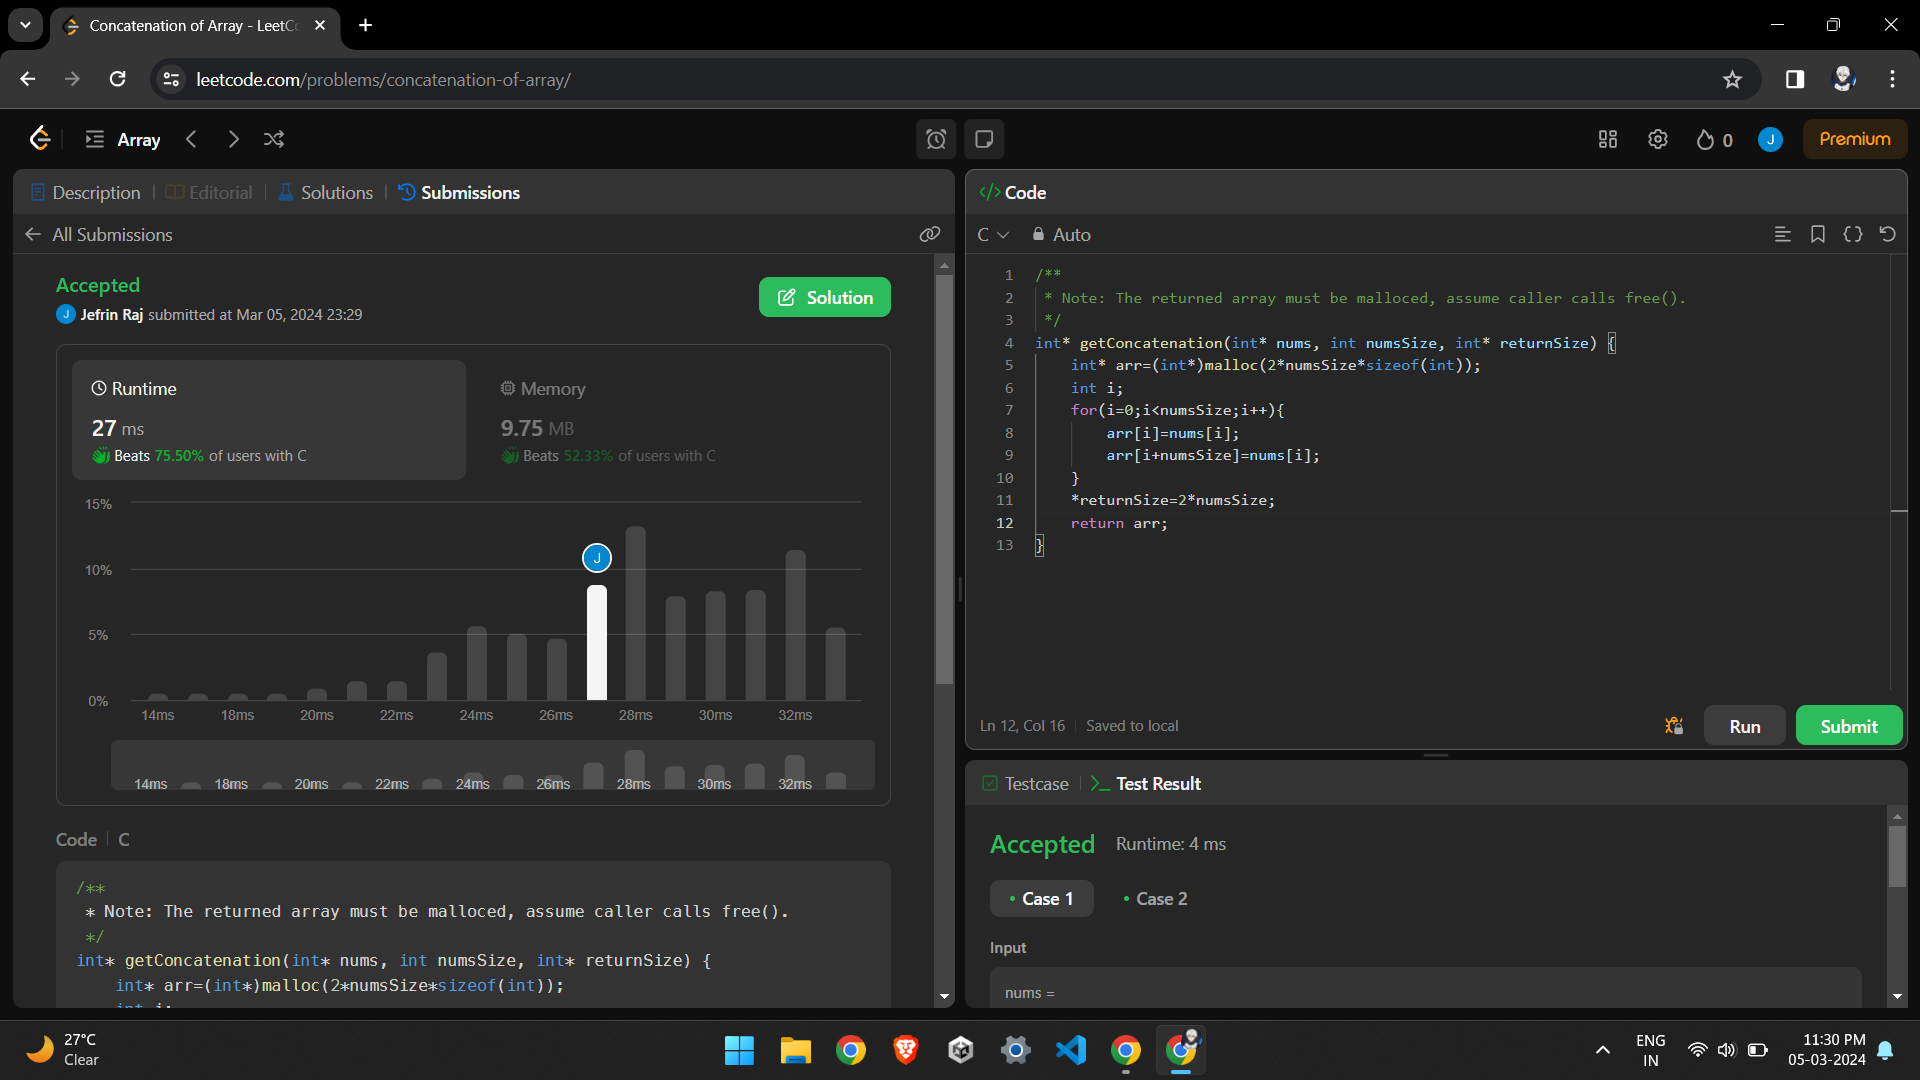 Concatenation of Array - LeetCo
leetcode.com/problems/concatenation-of-array/
Array
0
J
Premium
Description
Editorial
Solutions
Submissions
All Submissions
Accepted
J Jefrin Raj submitted at Mar 05, 2024 23:29
Solution
Runtime
27 ms
Beats 75.50% of users with C
Memory
9.75 MB
Beats 52.33% of users with C
15%
10%
5%
0%
J
14ms 18ms 20ms 22ms 24ms 26ms 28ms 30ms 32ms
14ms 18ms 20ms 22ms 24ms 26ms 28ms 30ms 32ms
Code C
/**
* Note: The returned array must be malloced, assume caller calls free().
*/
int* getConcatenation(int* nums, int numsSize, int* returnSize) {
int* arr=(int*)malloc(2*numsSize*sizeof(int));
int i;
</> Code
C Auto
1 /**
2 * Note: The returned array must be malloced, assume caller calls free().
3 */
4 int* getConcatenation(int* nums, int numsSize, int* returnSize) {
5 int* arr=(int*)malloc(2*numsSize*sizeof(int));
6 int i;
7 for(i=0;i<numsSize;i++){
8 arr[i]=nums[i];
9 arr[i+numsSize]=nums[i];
10 }
11 *returnSize=2*numsSize;
12 return arr;
13 }
Ln 12, Col 16 Saved to local
Run
Submit
Testcase
Test Result
Accepted Runtime: 4 ms
Case 1
Case 2
Input
nums =
27°C
Clear
ENG
IN
11:30 PM
05-03-2024